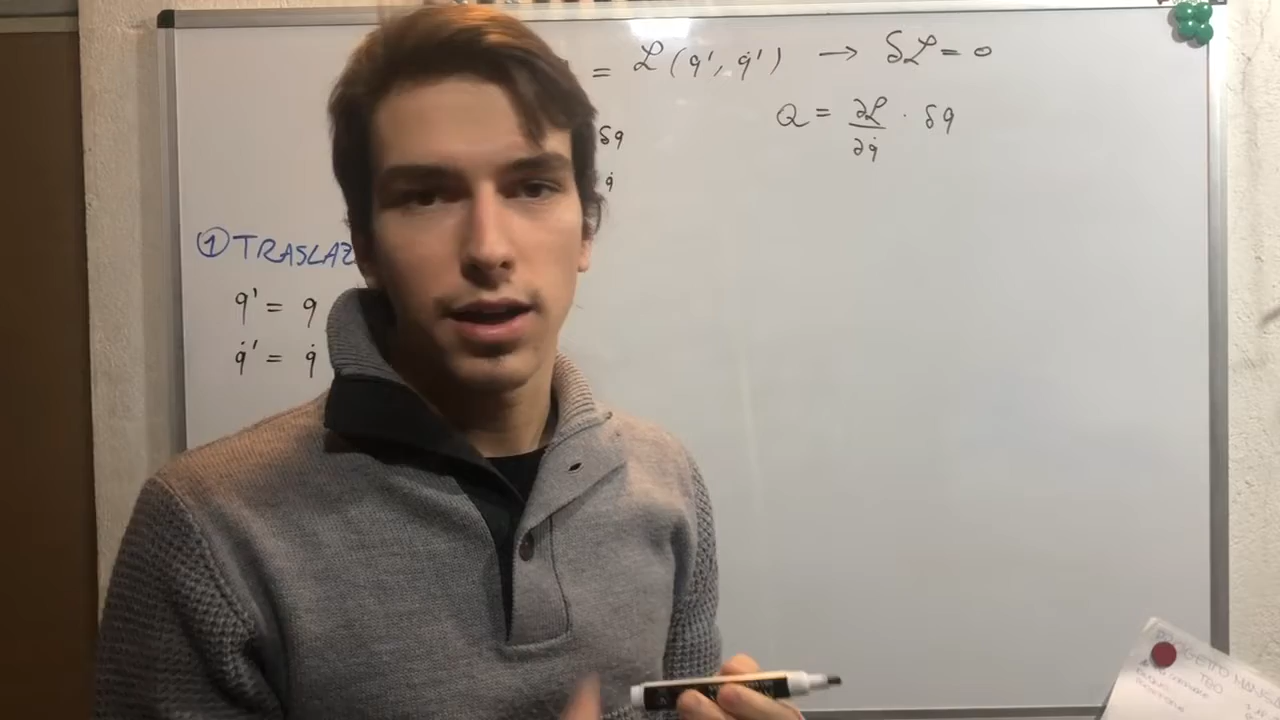 = ℒ(q', q̇') → δℒ = 0
Q = ∂ℒ/∂q̇ · δq
δq
q̇
① TRASLAZ
q' = q
q̇' = q̇